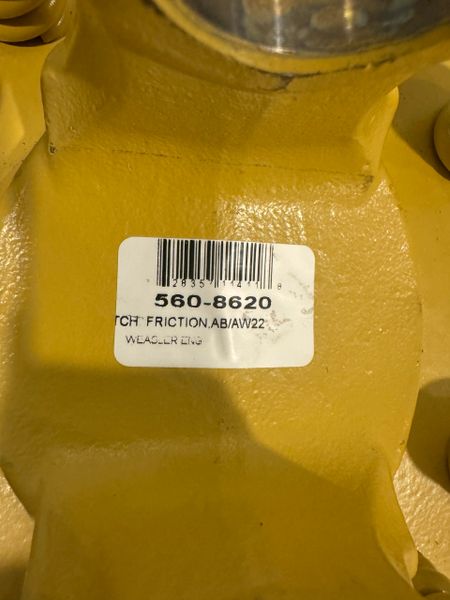 560-8620
TCH FRICTION,AB/AW22
WEASLER ENG